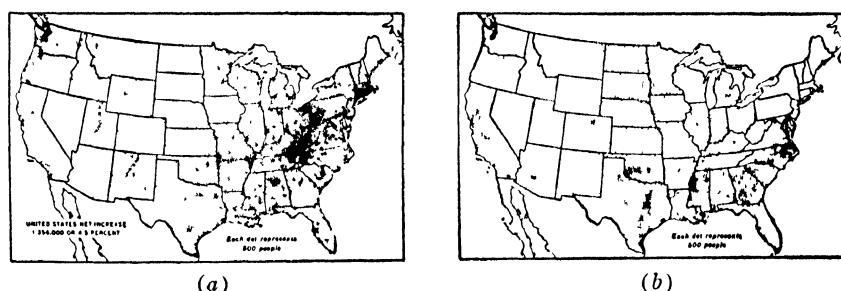 UNITED STATES NET INCREASE
Each dot represents
500 people
Each dot represents
500 people
(a)
(b)